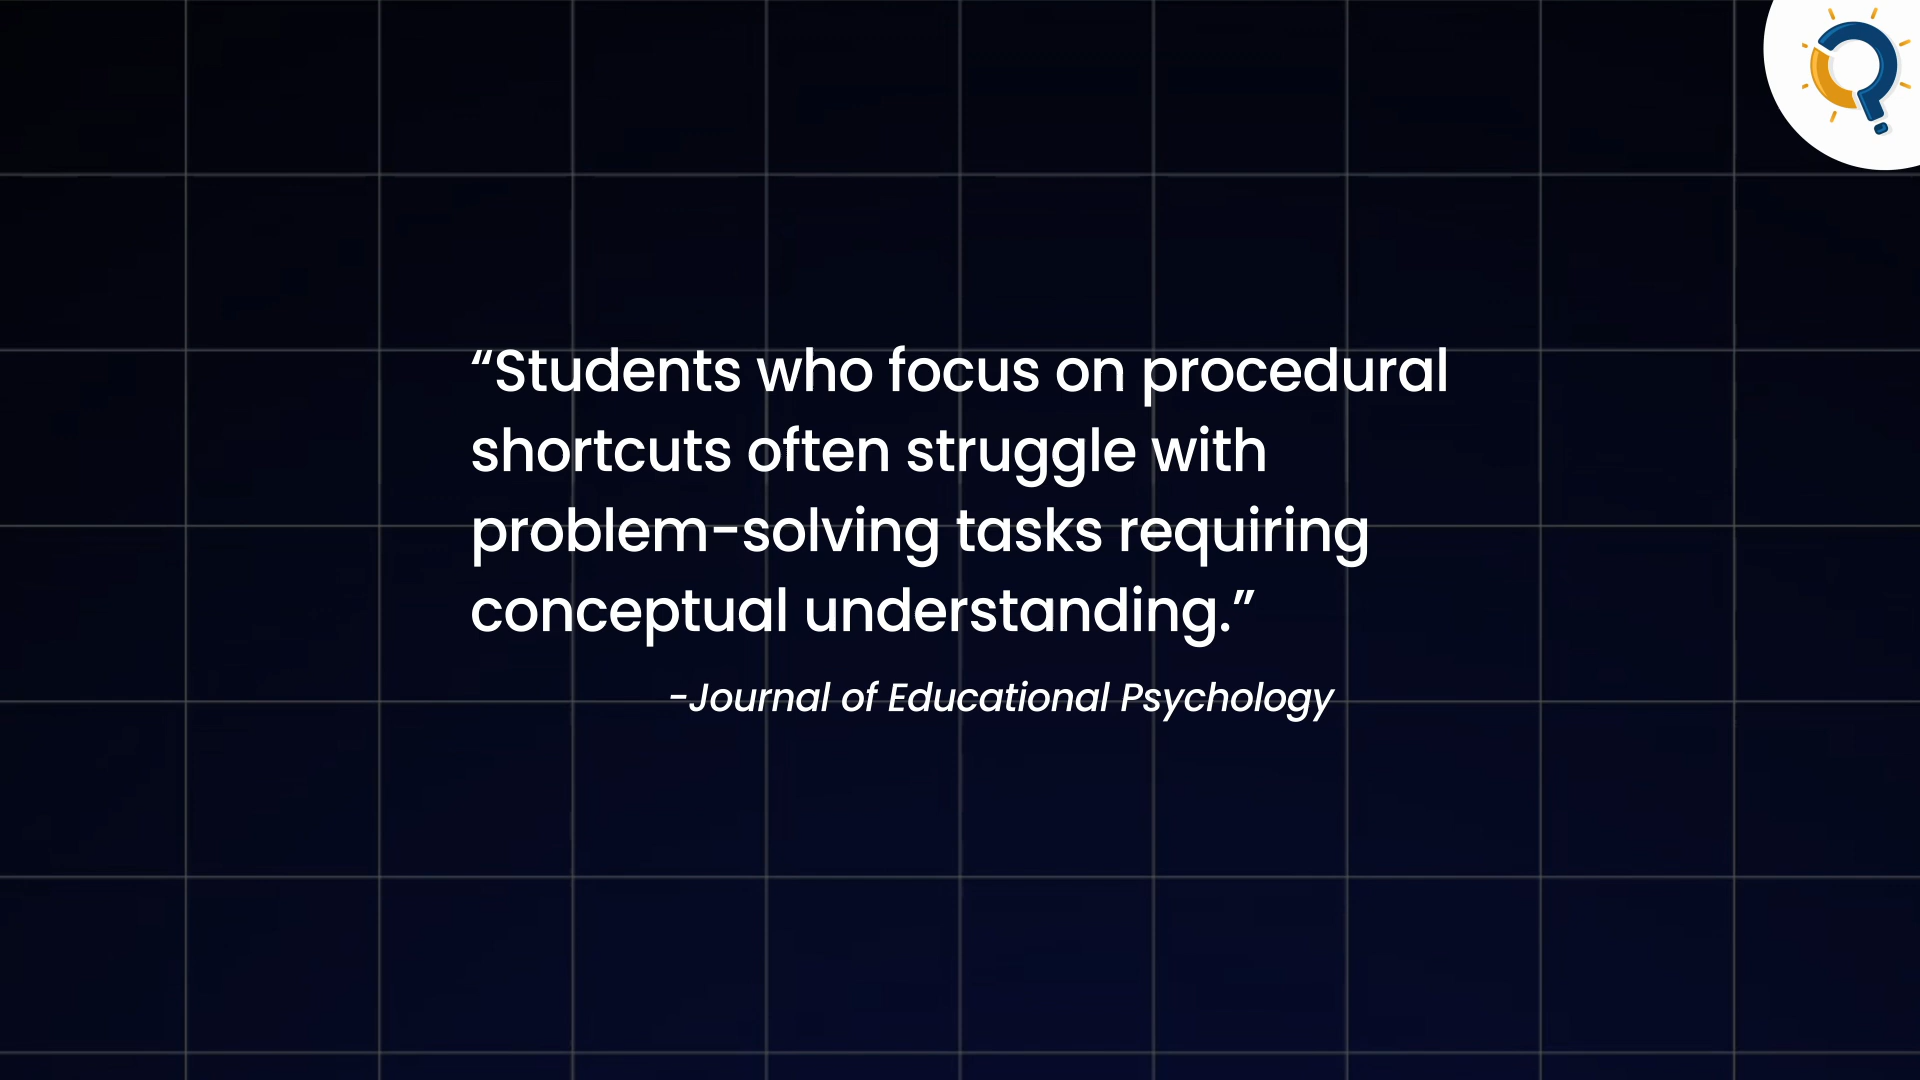 “Students who focus on procedural
shortcuts often struggle with
problem-solving tasks requiring
conceptual understanding.”
-Journal of Educational Psychology